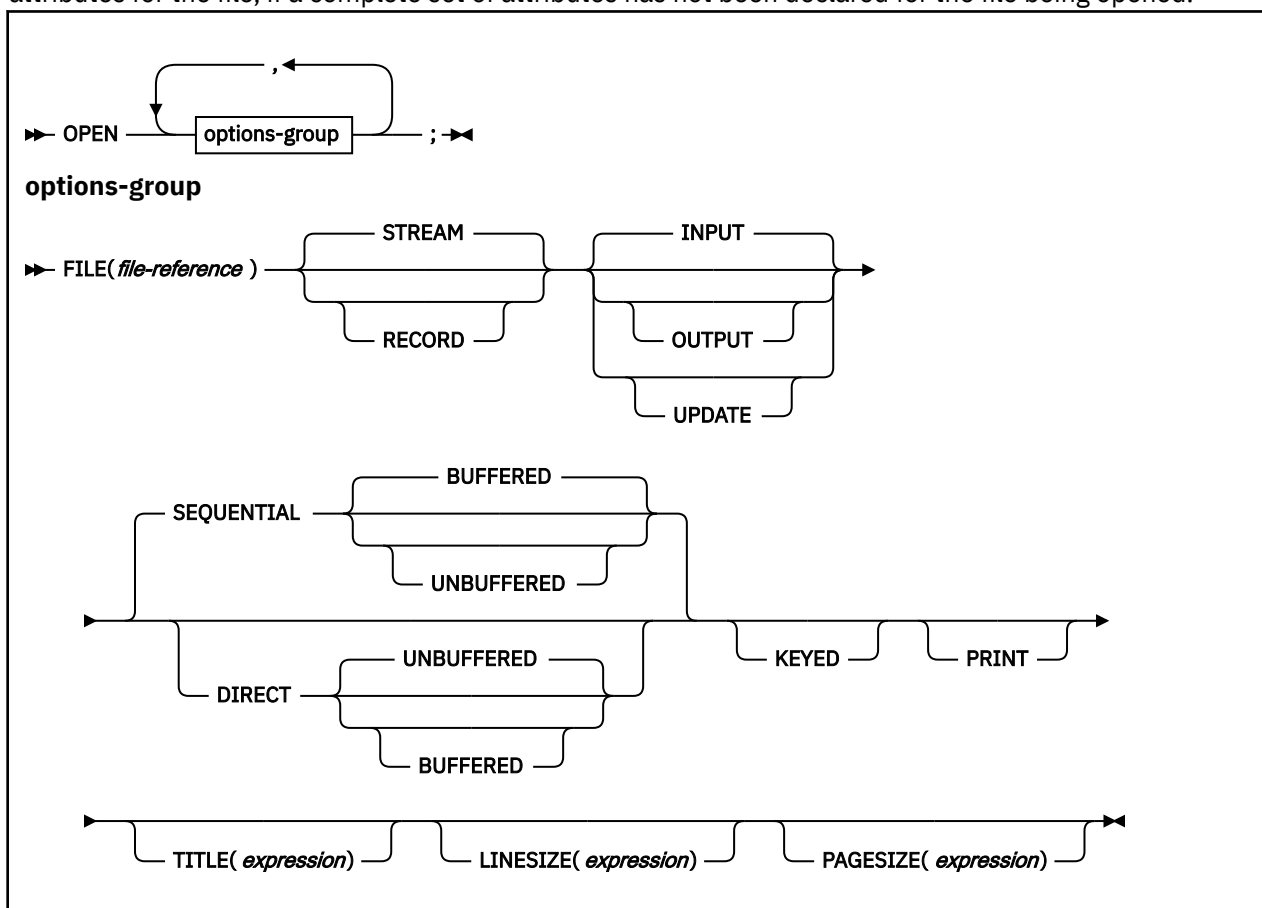 attributes for the file, if a complete set of attributes has not been declared for the file being opened.
,
OPEN options-group ;
options-group
STREAM INPUT
FILE( file-reference )
RECORD OUTPUT
UPDATE
BUFFERED
SEQUENTIAL
UNBUFFERED
UNBUFFERED KEYED PRINT
DIRECT
BUFFERED
TITLE( expression) LINESIZE( expression) PAGESIZE( expression)